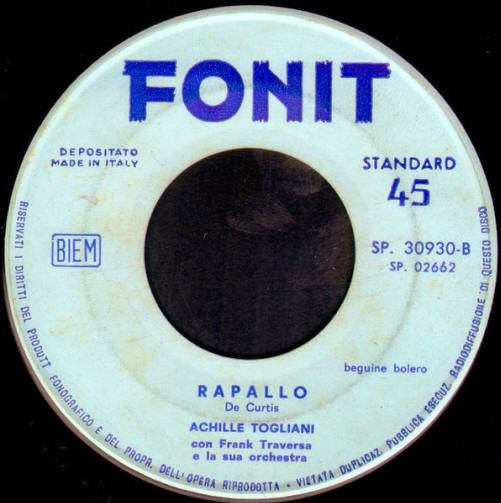 FONIT
DEPOSITATO
MADE IN ITALY
STANDARD
45
BIEM
SP. 30930-B
SP. 02662
beguine bolero
RAPALLO
De Curtis
ACHILLE TOGLIANI
con Frank Traversa
e la sua orchestra
RISERVATI I DIRITTI DEL PRODUTT FONOGRAFICO E DEL PROPR. DELL'OPERA RIPRODOTTA - VIETATA DUPLICAZ. PUBBLICA ESECUZ. RADIODIFFUSIONE DI QUESTO DISCO